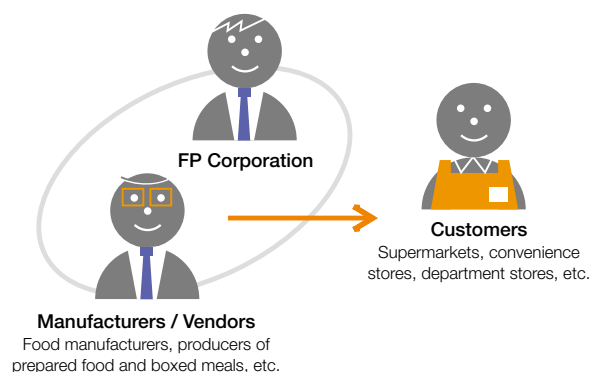 FP Corporation
Customers
Supermarkets, convenience
stores, department stores, etc.
Manufacturers / Vendors
Food manufacturers, producers of
prepared food and boxed meals, etc.